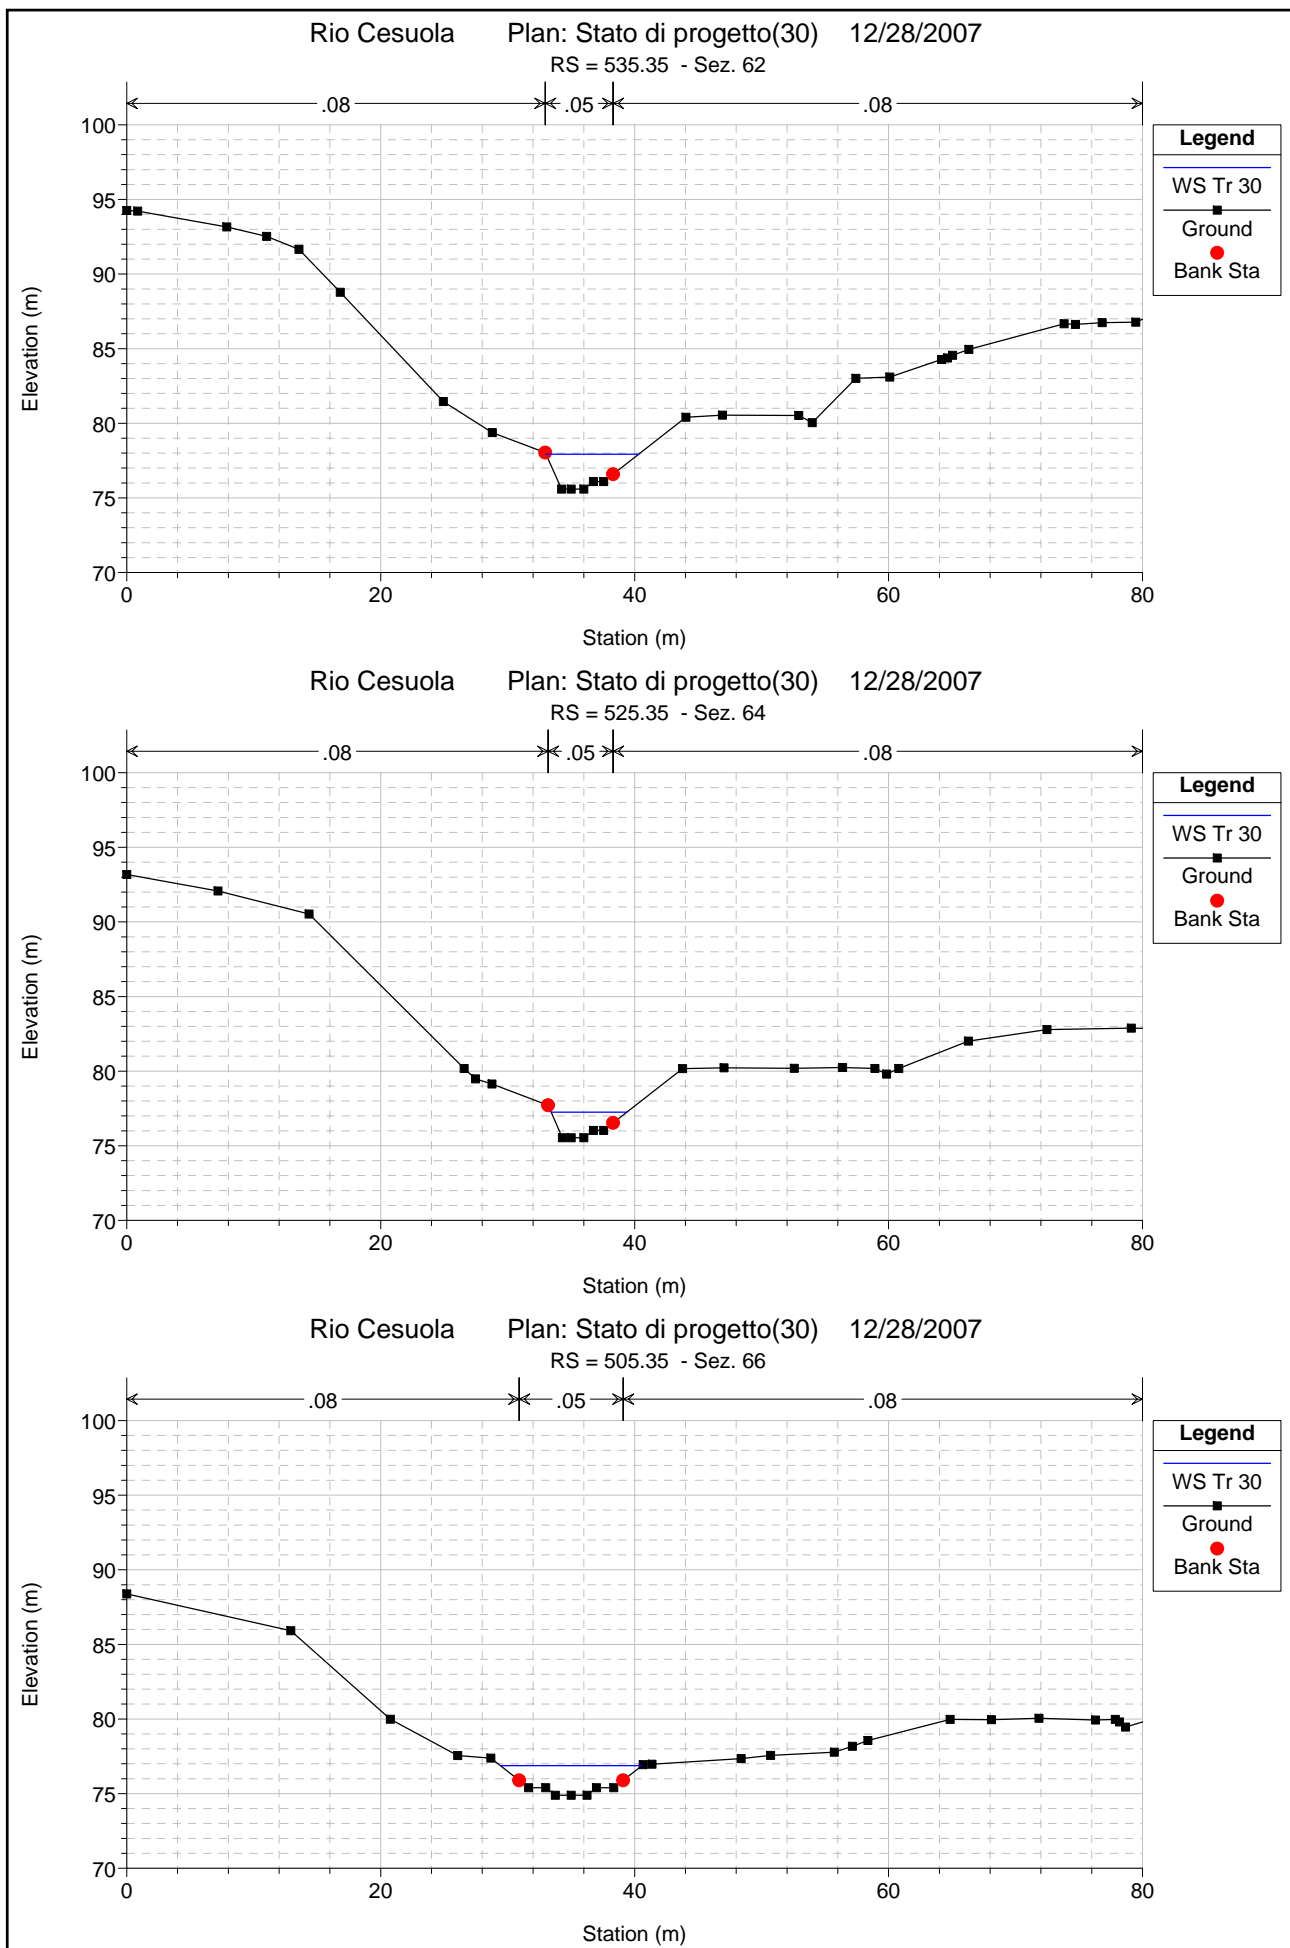 Rio Cesuola Plan: Stato di progetto(30) 12/28/2007
RS = 535.35 - Sez. 62
.08 .05 .08
100
95
90
85
80
75
70
0 20 40 60 80
Elevation (m)
Station (m)
Legend
WS Tr 30
Ground
Bank Sta
Rio Cesuola Plan: Stato di progetto(30) 12/28/2007
RS = 525.35 - Sez. 64
.08 .05 .08
100
95
90
85
80
75
70
0 20 40 60 80
Elevation (m)
Station (m)
Legend
WS Tr 30
Ground
Bank Sta
Rio Cesuola Plan: Stato di progetto(30) 12/28/2007
RS = 505.35 - Sez. 66
.08 .05 .08
100
95
90
85
80
75
70
0 20 40 60 80
Elevation (m)
Station (m)
Legend
WS Tr 30
Ground
Bank Sta